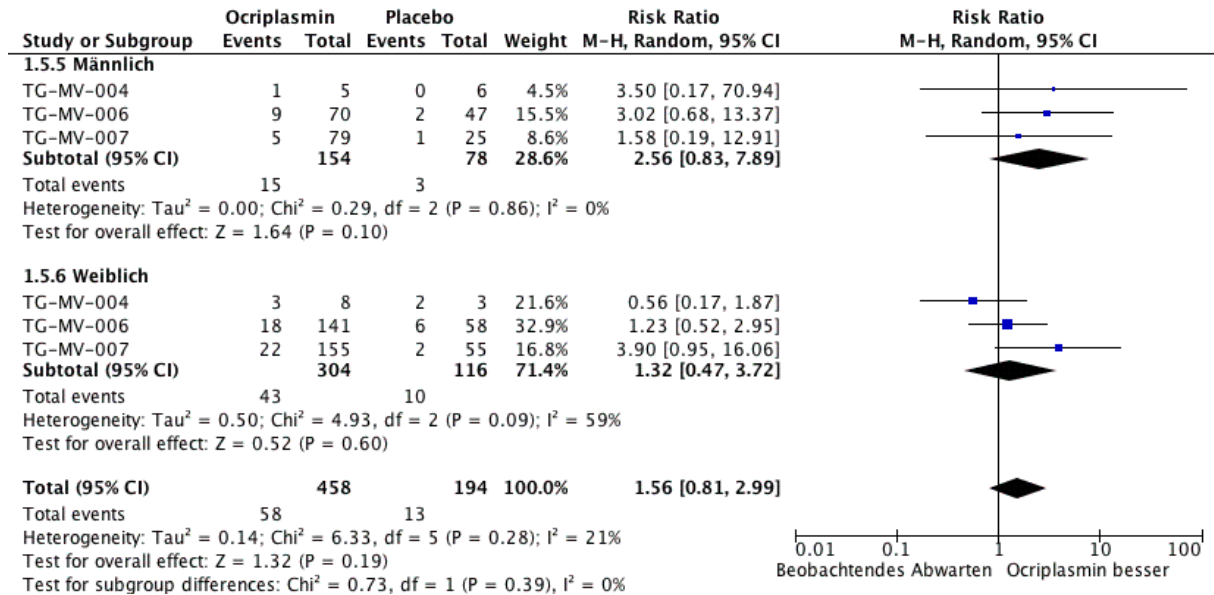 Ocriplasmin Placebo Risk Ratio Risk Ratio
Study or Subgroup Events Total Events Total Weight M-H, Random, 95% CI M-H, Random, 95% CI
1.5.5 Männlich
TG-MV-004 1 5 0 6 4.5% 3.50 [0.17, 70.94]
TG-MV-006 9 70 2 47 15.5% 3.02 [0.68, 13.37]
TG-MV-007 5 79 1 25 8.6% 1.58 [0.19, 12.91]
Subtotal (95% CI) 154 78 28.6% 2.56 [0.83, 7.89]
Total events 15 3
Heterogeneity: Tau² = 0.00; Chi² = 0.29, df = 2 (P = 0.86); I² = 0%
Test for overall effect: Z = 1.64 (P = 0.10)
1.5.6 Weiblich
TG-MV-004 3 8 2 3 21.6% 0.56 [0.17, 1.87]
TG-MV-006 18 141 6 58 32.9% 1.23 [0.52, 2.95]
TG-MV-007 22 155 2 55 16.8% 3.90 [0.95, 16.06]
Subtotal (95% CI) 304 116 71.4% 1.32 [0.47, 3.72]
Total events 43 10
Heterogeneity: Tau² = 0.50; Chi² = 4.93, df = 2 (P = 0.09); I² = 59%
Test for overall effect: Z = 0.52 (P = 0.60)
Total (95% CI) 458 194 100.0% 1.56 [0.81, 2.99]
Total events 58 13
Heterogeneity: Tau² = 0.14; Chi² = 6.33, df = 5 (P = 0.28); I² = 21%
Test for overall effect: Z = 1.32 (P = 0.19)
Test for subgroup differences: Chi² = 0.73, df = 1 (P = 0.39), I² = 0%
0.01 0.1 1 10 100
Beobachtendes Abwarten Ocriplasmin besser